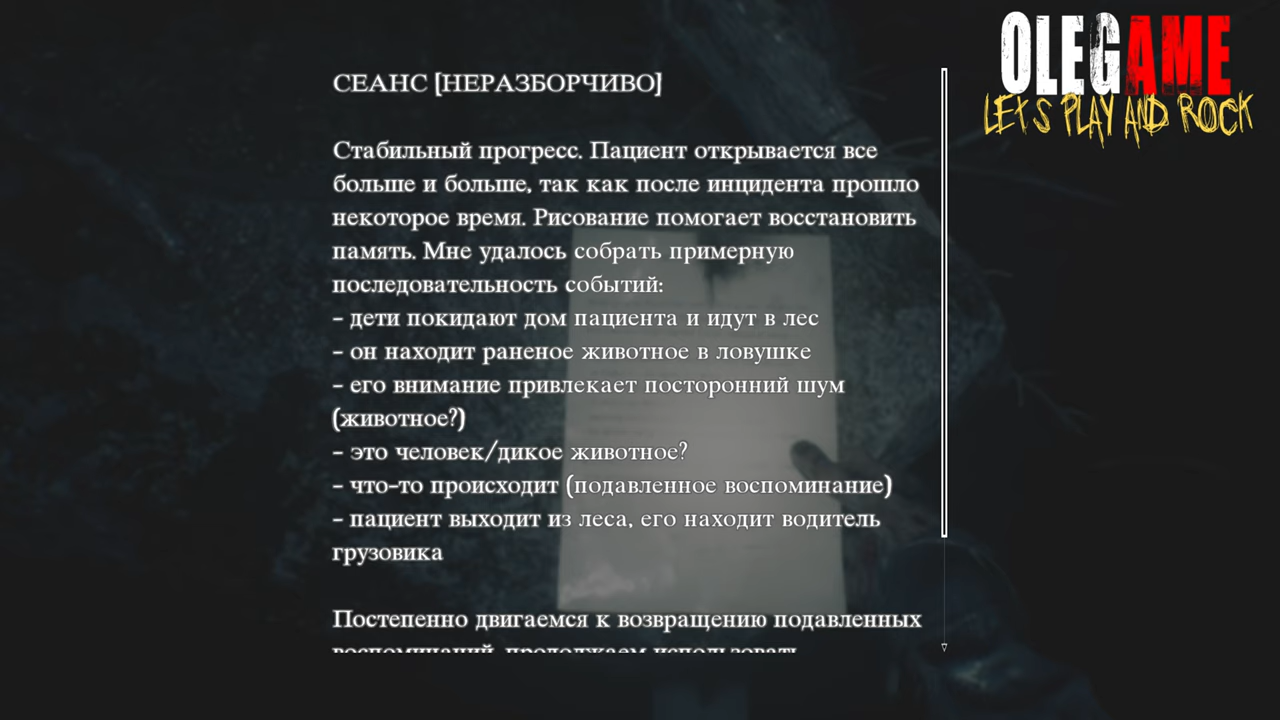 OLEGAME
LET'S PLAY AND ROCK
СЕАНС [НЕРАЗБОРЧИВО]
Стабильный прогресс. Пациент открывается все
больше и больше, так как после инцидента прошло
некоторое время. Рисование помогает восстановить
память. Мне удалось собрать примерную
последовательность событий:
- дети покидают дом пациента и идут в лес
- он находит раненое животное в ловушке
- его внимание привлекает посторонний шум
(животное?)
- это человек/дикое животное?
- что-то происходит (подавленное воспоминание)
- пациент выходит из леса, его находит водитель
грузовика
Постепенно двигаемся к возвращению подавленных
воспоминаний, продолжаем использовать